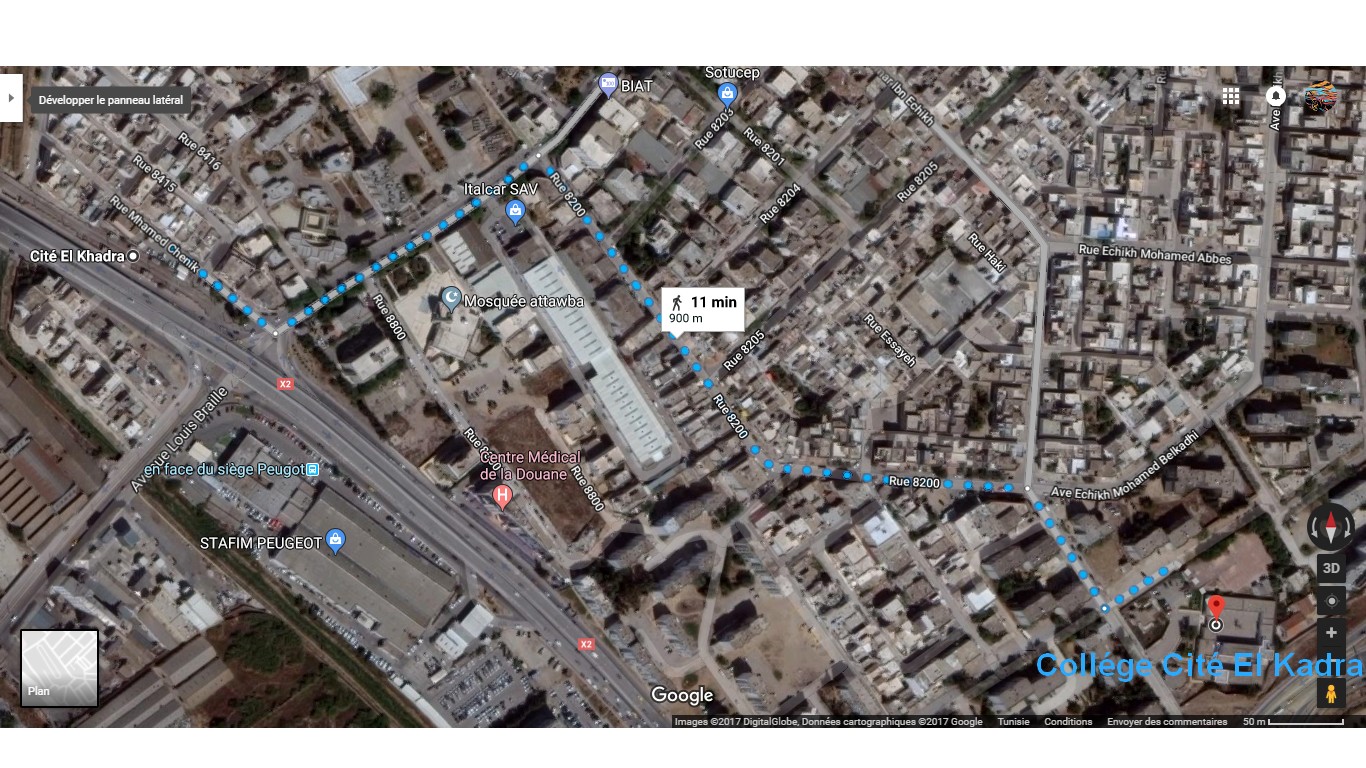 Sotucep
BIAT
Développer le panneau latéral
Rue 8416
Rue 8415
Rue 8203
Rue 8201
Italcar SAV
Rue 8200
Rue 8204
Rue 8205
Rue Mhamed Chenik
Cité El Khadra
Rue Haki
Rue Echikh Mohamed Abbes
Mosquée attawba
Rue 8800
11 min
900 m
Rue 8205
Rue Essayeh
X2
Avenue Louis Braille
Rue 8200
en face du siège Peugot
Centre Médical
de la Douane
Rue 8800
Rue 8200
Ave Echikh Mohamed Belkadhi
STAFIM PEUGEOT
3D
X2
Collége Cité El Kadra
Plan
Google
Images ©2017 DigitalGlobe, Données cartographiques ©2017 Google Tunisie Conditions Envoyer des commentaires 50 m